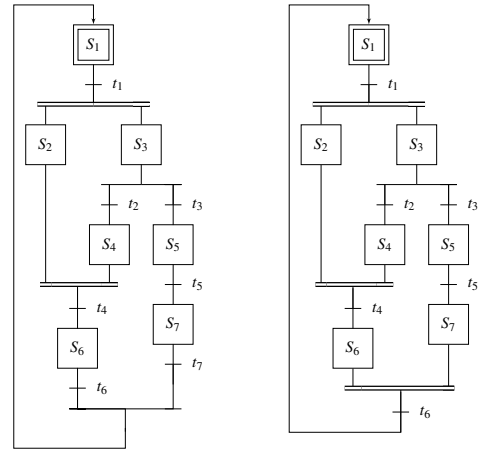 S₁
t₁
S₂ S₃
t₂ t₃
S₄ S₅
t₄ t₅
S₆ S₇
t₆ t₇
S₁
t₁
S₂ S₃
t₂ t₃
S₄ S₅
t₄ t₅
S₆ S₇
t₆